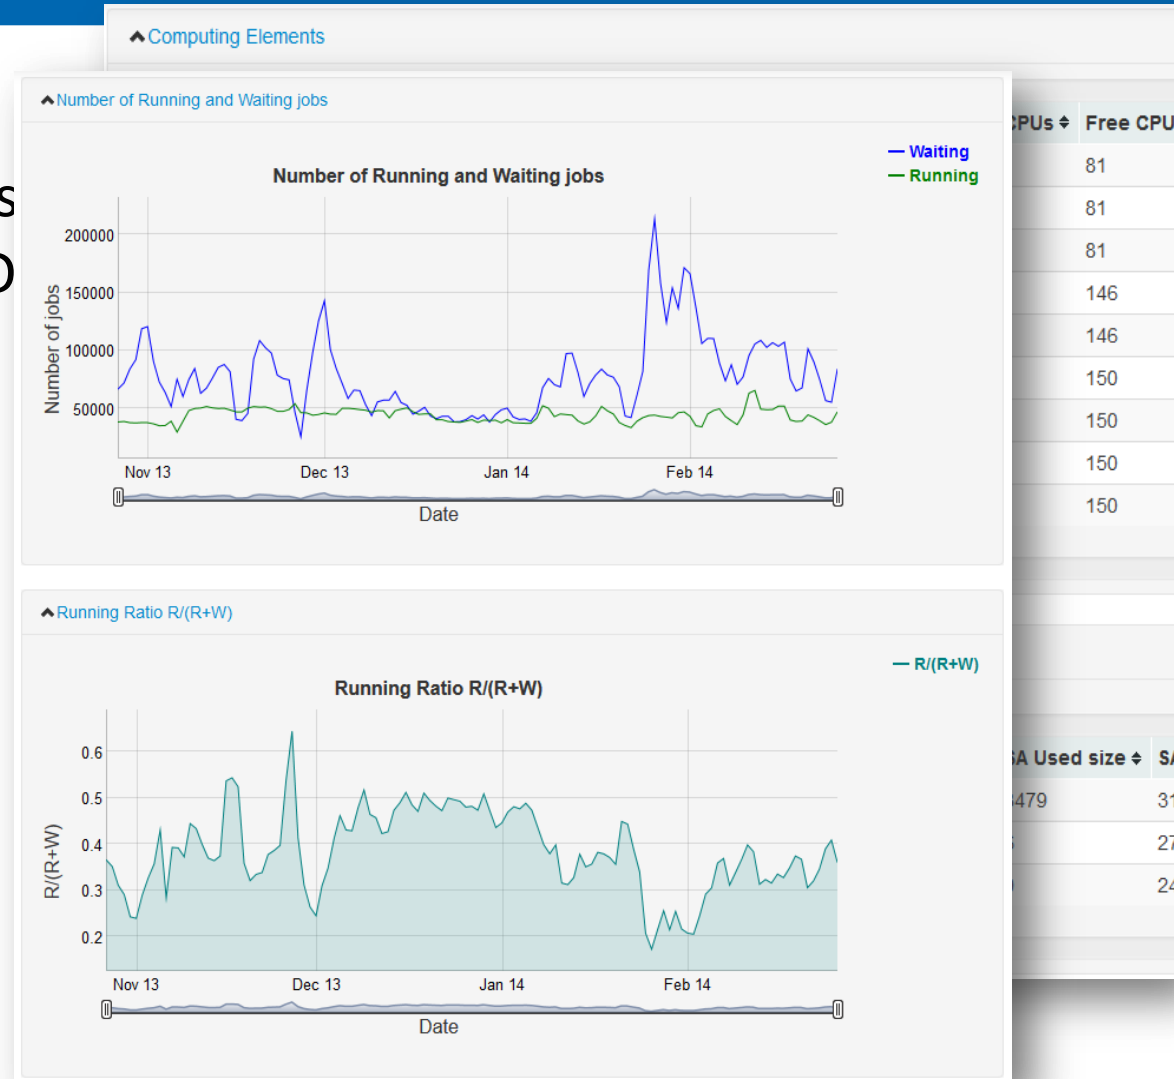 Computing Elements
Number of Running and Waiting jobs
Number of Running and Waiting jobs
Waiting
Running
Number of jobs
200000
150000
100000
50000
Nov 13 Dec 13 Jan 14 Feb 14
Date
Running Ratio R/(R+W)
Running Ratio R/(R+W)
R/(R+W)
R/(R+W)
0.6
0.5
0.4
0.3
0.2
Nov 13 Dec 13 Jan 14 Feb 14
Date
Free CPU
81
81
81
146
146
150
150
150
150
Used size
479